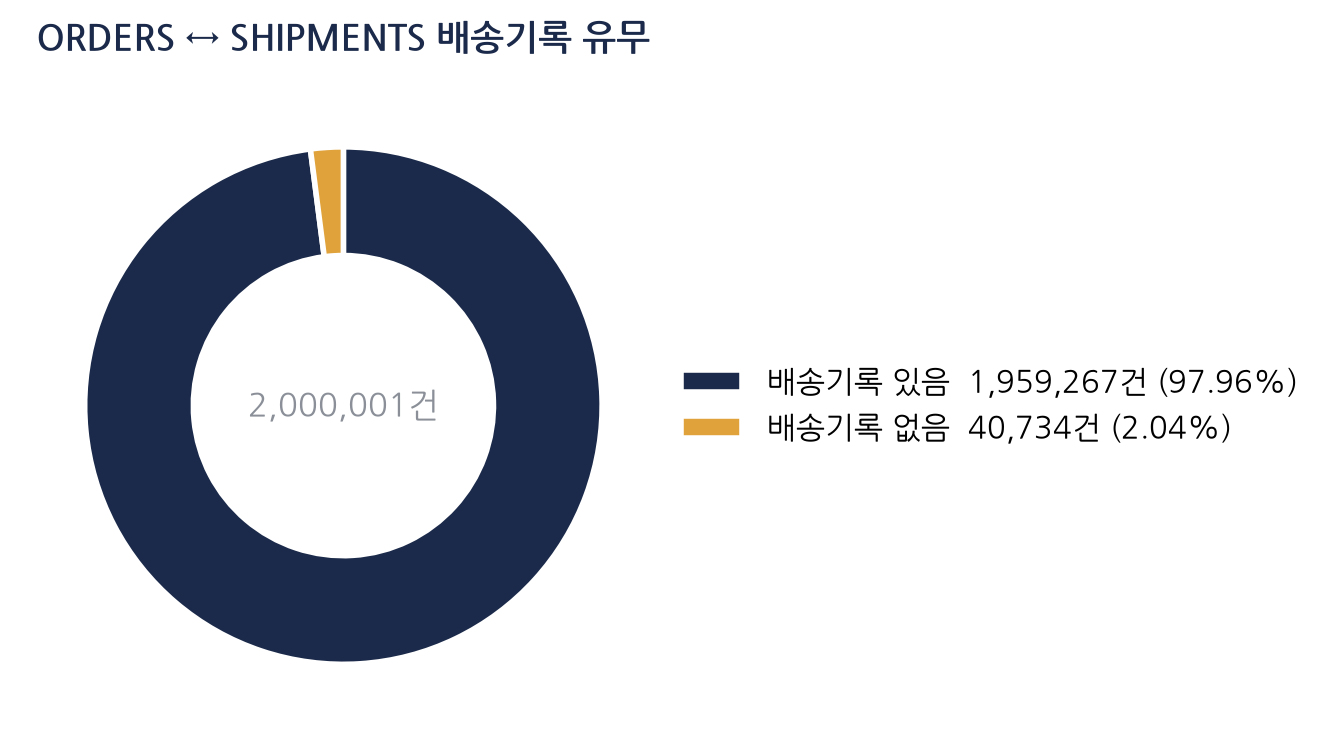 ORDERS ↔ SHIPMENTS 배송기록 유무
2,000,001건
배송기록 있음 1,959,267건 (97.96%)
배송기록 없음 40,734건 (2.04%)